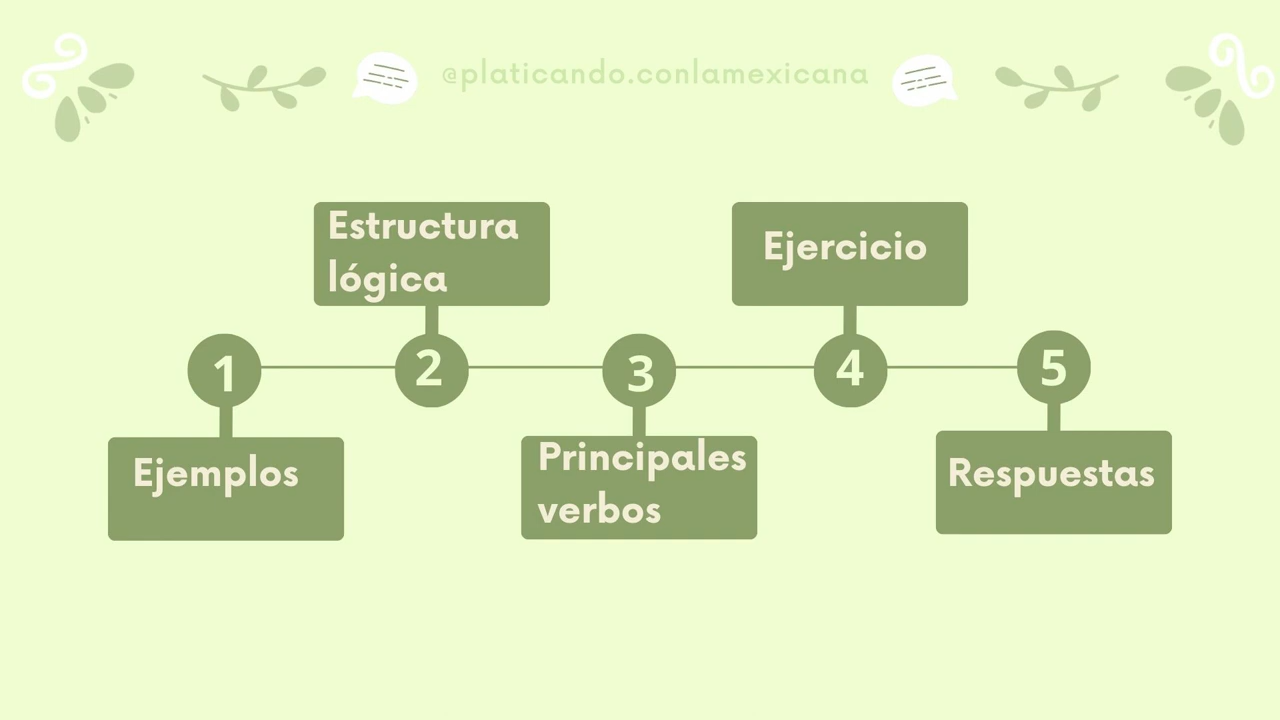 @platicando.conlamexicana
Estructura
lógica
Ejercicio
1
2
3
4
5
Ejemplos
Principales
verbos
Respuestas